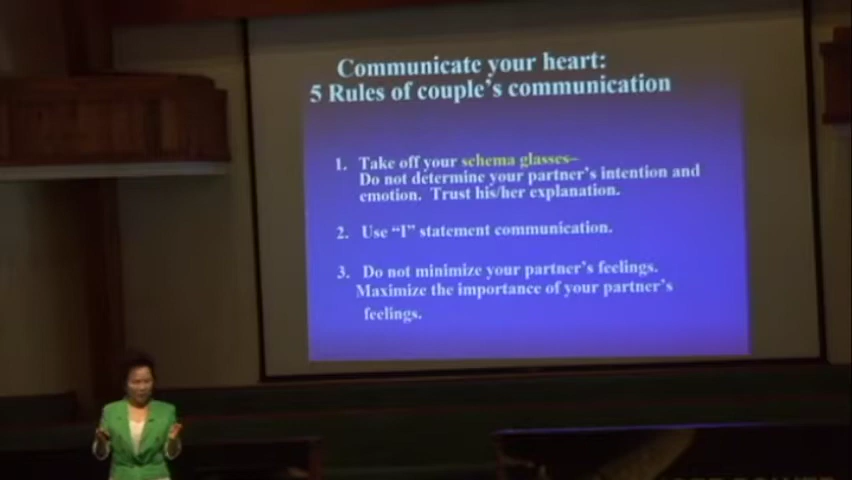 Communicate your heart:
5 Rules of couple's communication
1. Take off your schema glasses–
Do not determine your partner's intention and
emotion. Trust his/her explanation.
2. Use “I” statement communication.
3. Do not minimize your partner's feelings.
Maximize the importance of your partner's
feelings.